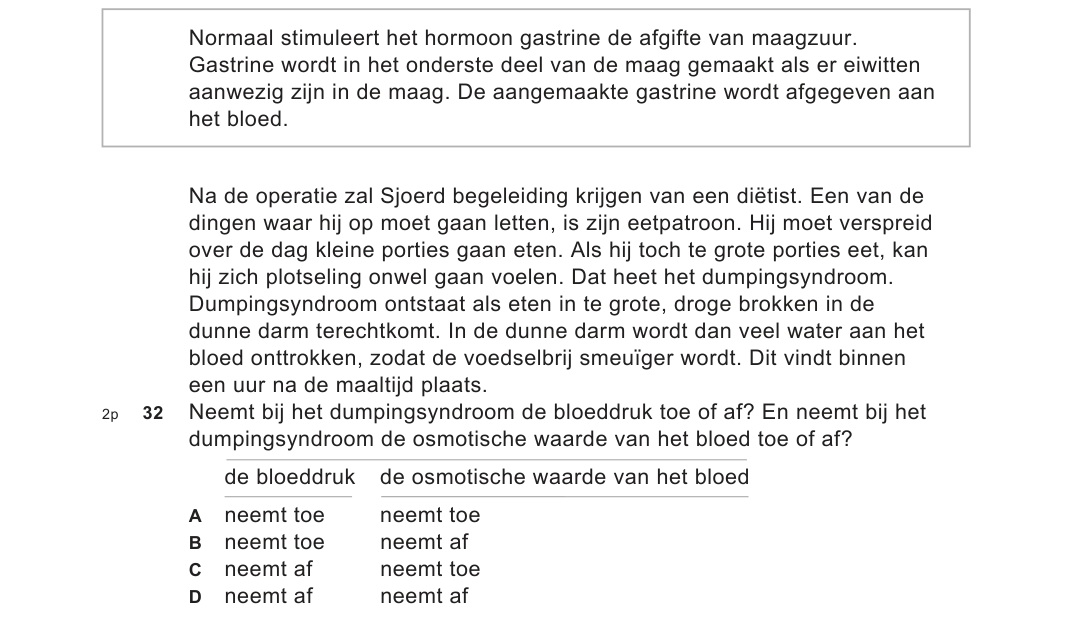 Normaal stimuleert het hormoon gastrine de afgifte van maagzuur.
Gastrine wordt in het onderste deel van de maag gemaakt als er eiwitten
aanwezig zijn in de maag. De aangemaakte gastrine wordt afgegeven aan
het bloed.
Na de operatie zal Sjoerd begeleiding krijgen van een diëtist. Een van de
dingen waar hij op moet gaan letten, is zijn eetpatroon. Hij moet verspreid
over de dag kleine porties gaan eten. Als hij toch te grote porties eet, kan
hij zich plotseling onwel gaan voelen. Dat heet het dumpingsyndroom.
Dumpingsyndroom ontstaat als eten in te grote, droge brokken in de
dunne darm terechtkomt. In de dunne darm wordt dan veel water aan het
bloed onttrokken, zodat de voedselbrij smeuïger wordt. Dit vindt binnen
een uur na de maaltijd plaats.
2p 32 Neemt bij het dumpingsyndroom de bloeddruk toe of af? En neemt bij het
dumpingsyndroom de osmotische waarde van het bloed toe of af?
de bloeddruk de osmotische waarde van het bloed
A neemt toe neemt toe
B neemt toe neemt af
C neemt af neemt toe
D neemt af neemt af